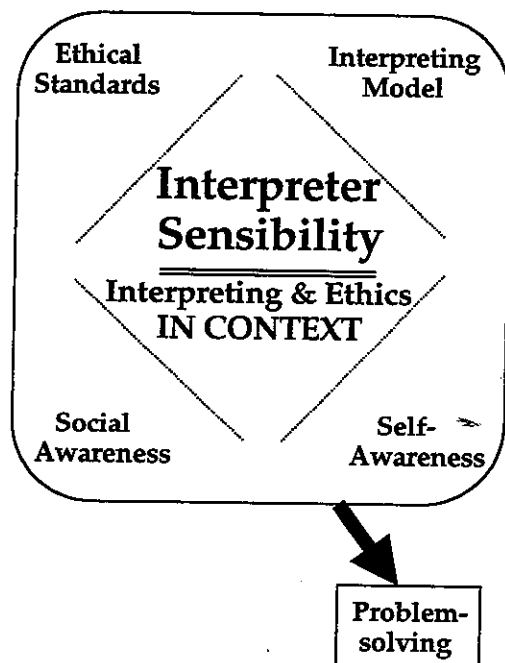 Ethical
Standards
Interpreting
Model
Interpreter
Sensibility
Interpreting & Ethics
IN CONTEXT
Social
Awareness
Self-
Awareness
Problem-
solving